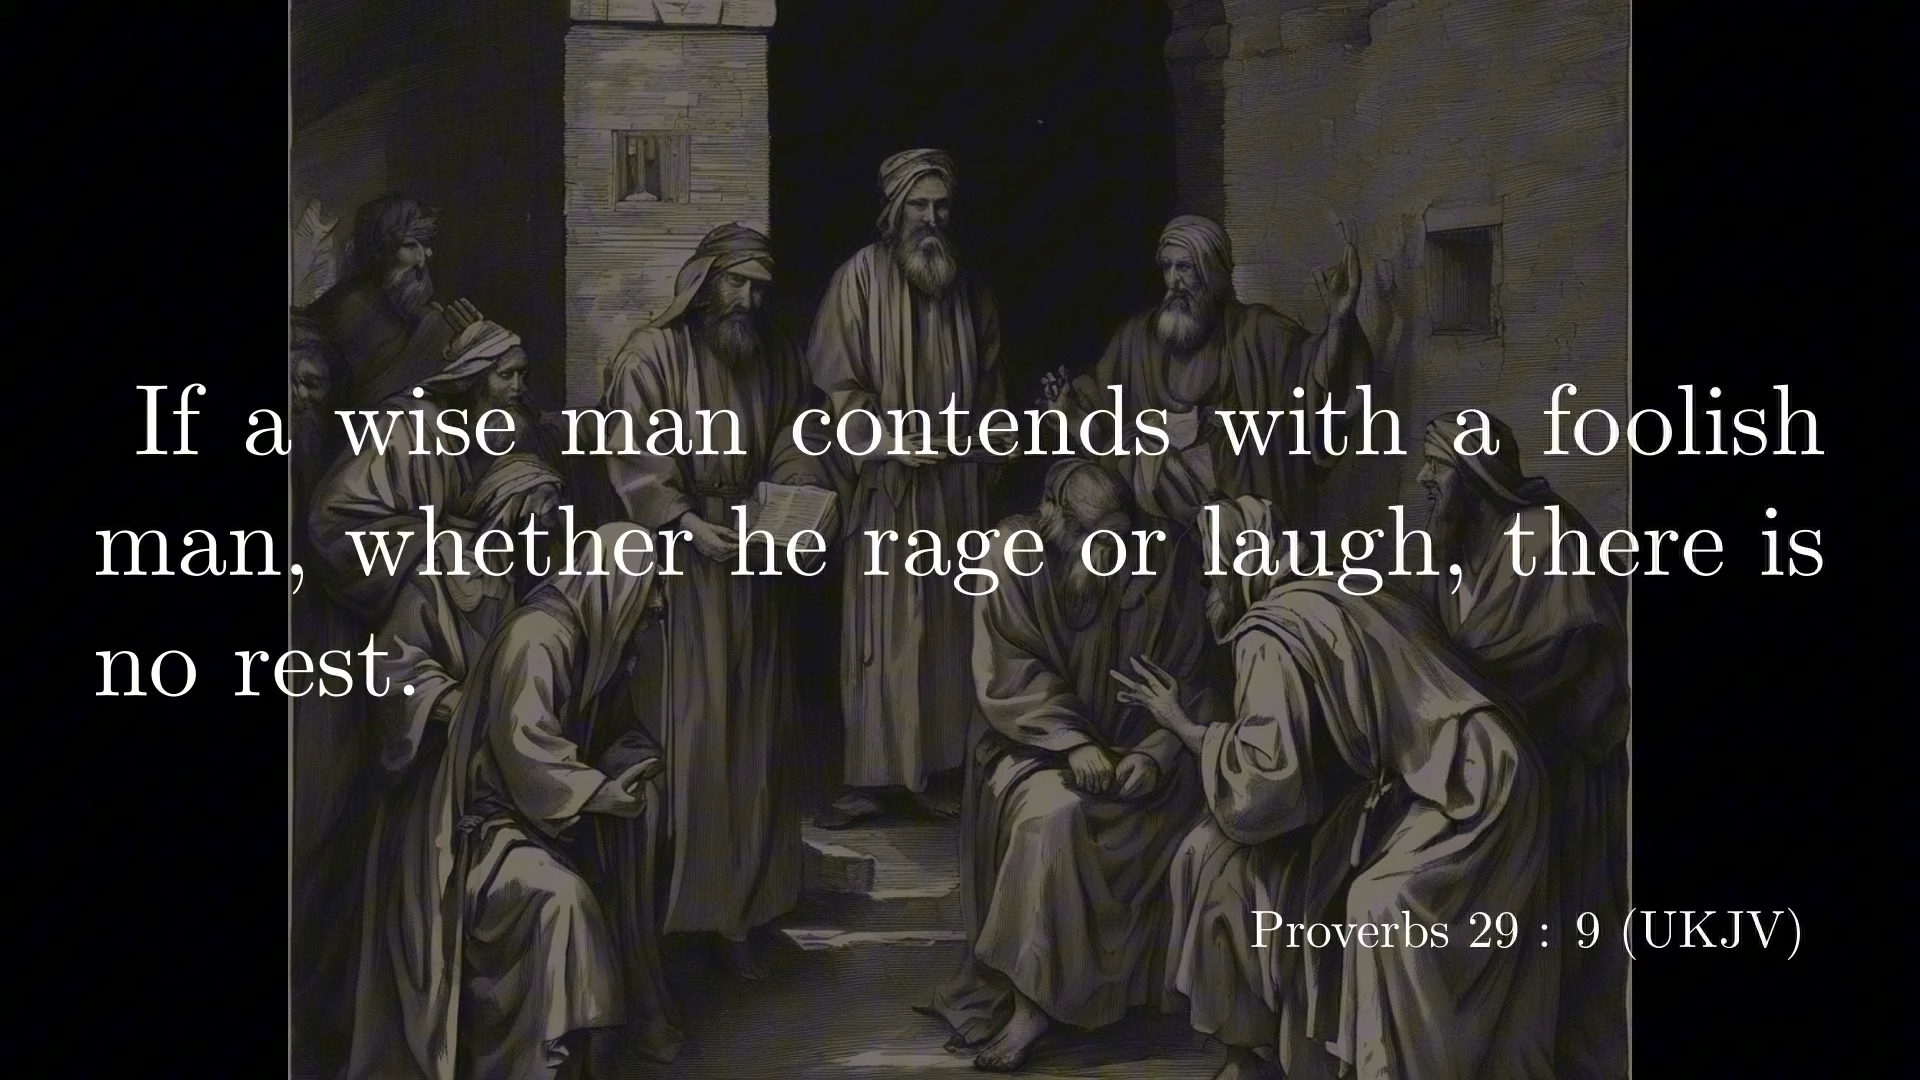 If a wise man contends with a foolish
man, whether he rage or laugh, there is
no rest.
Proverbs 29 : 9 (UKJV)